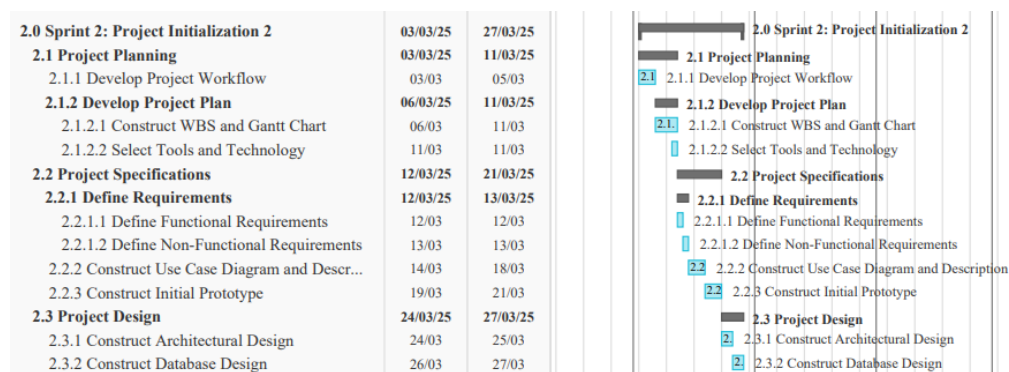 2.0 Sprint 2: Project Initialization 2 03/03/25 27/03/25 2.0 Sprint 2: Project Initialization 2
2.1 Project Planning 03/03/25 11/03/25 2.1 Project Planning
2.1.1 Develop Project Workflow 03/03 05/03 2.1 2.1.1 Develop Project Workflow
2.1.2 Develop Project Plan 06/03/25 11/03/25 2.1.2 Develop Project Plan
2.1.2.1 Construct WBS and Gantt Chart 06/03 11/03 2.1. 2.1.2.1 Construct WBS and Gantt Chart
2.1.2.2 Select Tools and Technology 11/03 11/03 2.1.2.2 Select Tools and Technology
2.2 Project Specifications 12/03/25 21/03/25 2.2 Project Specifications
2.2.1 Define Requirements 12/03/25 13/03/25 2.2.1 Define Requirements
2.2.1.1 Define Functional Requirements 12/03 12/03 2.2.1.1 Define Functional Requirements
2.2.1.2 Define Non-Functional Requirements 13/03 13/03 2.2.1.2 Define Non-Functional Requirements
2.2.2 Construct Use Case Diagram and Descr... 14/03 18/03 2.2 2.2.2 Construct Use Case Diagram and Description
2.2.3 Construct Initial Prototype 19/03 21/03 2.2 2.2.3 Construct Initial Prototype
2.3 Project Design 24/03/25 27/03/25 2.3 Project Design
2.3.1 Construct Architectural Design 24/03 25/03 2. 2.3.1 Construct Architectural Design
2.3.2 Construct Database Design 26/03 27/03 2. 2.3.2 Construct Database Design